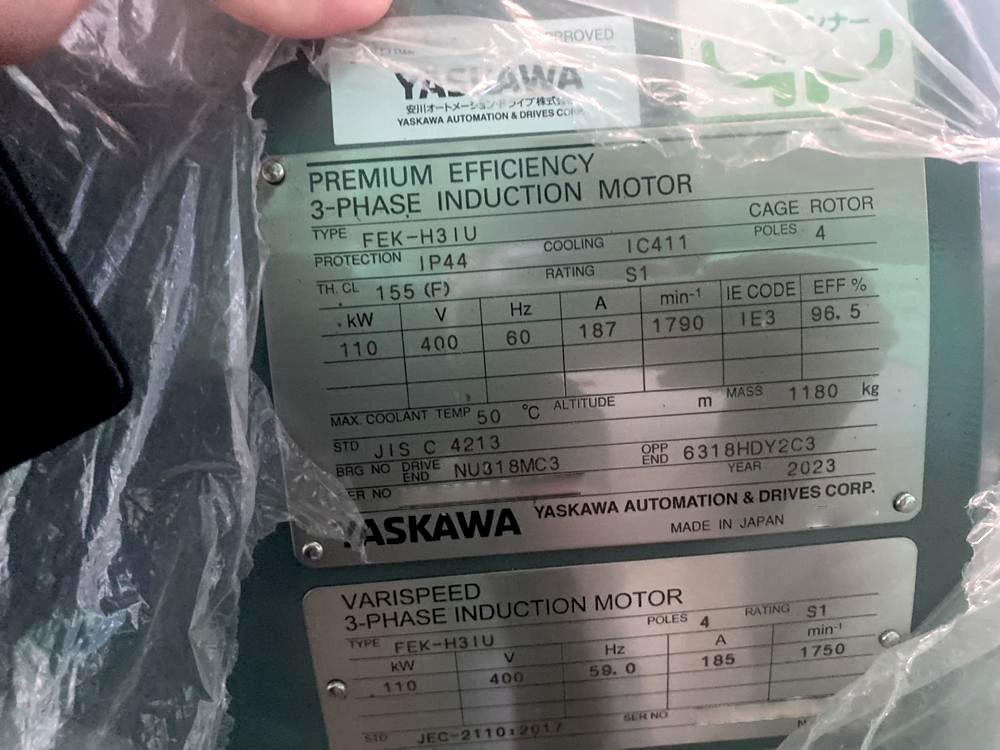 PROVED
YASKAWA
安川オートメーション・ドライブ株式会
YASKAWA AUTOMATION & DRIVES CORP.
ンナー
PREMIUM EFFICIENCY
3-PHASE INDUCTION MOTOR
CAGE ROTOR
TYPE FEK-H3IU COOLING IC411 POLES 4
PROTECTION IP44
TH. CL 155 (F) RATING S1
kW V Hz A min-1 IE CODE EFF %
110 400 60 187 1790 IE3 96.5
MAX. COOLANT TEMP 50 °C ALTITUDE m MASS 1180 kg
STD JIS C 4213
BRG NO DRIVE END NU318MC3 OPP END 6318HDY2C3
SER NO YEAR 2023
YASKAWA YASKAWA AUTOMATION & DRIVES CORP.
MADE IN JAPAN
VARISPEED
3-PHASE INDUCTION MOTOR
TYPE FEK-H3IU POLES 4 RATING S1
kW V Hz A min-1
110 400 59.0 185 1750
SER NO
STD JEC-2110:2017